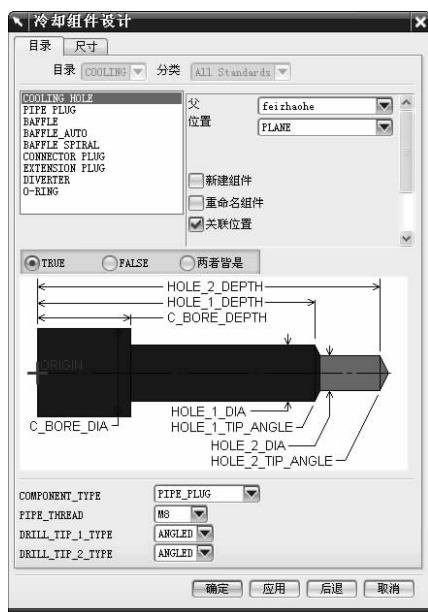 冷却组件设计
目录 尺寸
目录 COOLING 分类 All Standards
COOLING HOLE
PIPE PLUG
BAFFLE
BAFFLE_AUTO
BAFFLE SPIRAL
CONNECTOR PLUG
EXTENSION PLUG
DIVERTER
O-RING
父 feizhaohe
位置 PLANE
新建组件
重命名组件
关联位置
TRUE FALSE 两者皆是
HOLE_2_DEPTH
HOLE_1_DEPTH
C_BORE_DEPTH
ORIGIN
C_BORE_DIA
HOLE_1_DIA
HOLE_1_TIP_ANGLE
HOLE_2_DIA
HOLE_2_TIP_ANGLE
COMPONENT_TYPE PIPE_PLUG
PIPE_THREAD M8
DRILL_TIP_1_TYPE ANGLED
DRILL_TIP_2_TYPE ANGLED
确定 应用 后退 取消